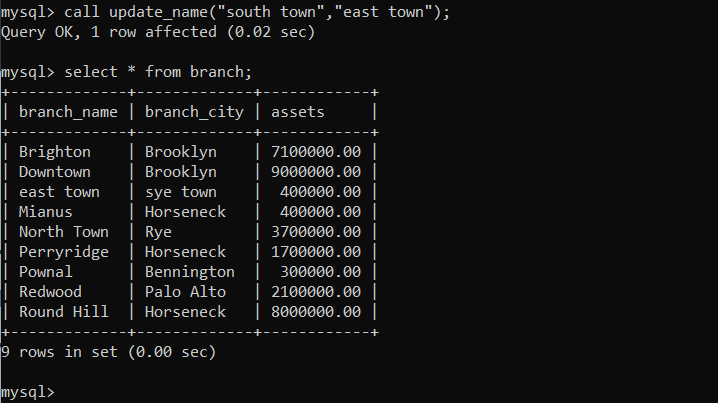 mysql> call update_name("south town","east town");
Query OK, 1 row affected (0.02 sec)
mysql> select * from branch;
+-------------+-------------+------------+
| branch_name | branch_city | assets     |
+-------------+-------------+------------+
| Brighton    | Brooklyn    | 7100000.00 |
| Downtown    | Brooklyn    | 9000000.00 |
| east town   | sye town    |  400000.00 |
| Mianus      | Horseneck   |  400000.00 |
| North Town  | Rye         | 3700000.00 |
| Perryridge  | Horseneck   | 1700000.00 |
| Pownal      | Bennington  |  300000.00 |
| Redwood     | Palo Alto   | 2100000.00 |
| Round Hill  | Horseneck   | 8000000.00 |
+-------------+-------------+------------+
9 rows in set (0.00 sec)
mysql>